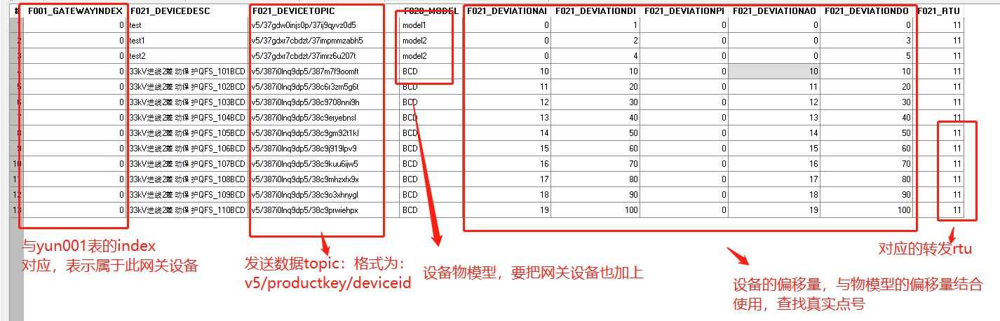 # F001_GATEWAYINDEX F021_DEVICEDESC F021_DEVICETOPIC F020_MODEL F021_DEVIATIONAI F021_DEVIATIONDI F021_DEVIATIONPI F021_DEVIATIONAO F021_DEVIATIONDO F021_RTU
1 0 test v5/37gdw0injs0p/37ij9qyvz0d5 model1 0 1 0 0 0 11
2 0 test1 v5/37gdxr7cbdzt/37impmmzabh5 model2 0 2 0 0 3 11
3 0 test2 v5/37gdxr7cbdzt/37imrz6u207t model2 0 4 0 0 5 11
4 0 33kV进线2差动保护QFS_101BCD v5/387i0lnq9dp5/387m7f9oomft BCD 10 10 0 10 10 11
5 0 33kV进线2差动保护QFS_102BCD v5/387i0lnq9dp5/38c6r3zm5g6t BCD 11 20 0 11 20 11
6 0 33kV进线2差动保护QFS_103BCD v5/387i0lnq9dp5/38c9708nni9h BCD 12 30 0 12 30 11
7 0 33kV进线2差动保护QFS_104BCD v5/387i0lnq9dp5/38c9eryebnsl BCD 13 40 0 13 40 11
8 0 33kV进线2差动保护QFS_105BCD v5/387i0lnq9dp5/38c9gm92t1kl BCD 14 50 0 14 50 11
9 0 33kV进线2差动保护QFS_106BCD v5/387i0lnq9dp5/38c9j919lpv9 BCD 15 60 0 15 60 11
10 0 33kV进线2差动保护QFS_107BCD v5/387i0lnq9dp5/38c9kuu6ijw5 BCD 16 70 0 16 70 11
11 0 33kV进线2差动保护QFS_108BCD v5/387i0lnq9dp5/38c9mhzxfx9x BCD 17 80 0 17 80 11
12 0 33kV进线2差动保护QFS_109BCD v5/387i0lnq9dp5/38c9o3xhnygl BCD 18 90 0 18 90 11
13 0 33kV进线2差动保护QFS_110BCD v5/387i0lnq9dp5/38c9prwiehpx BCD 19 100 0 19 100 11
与yun001表的index
对应，表示属于此网关设备
发送数据topic：格式为：
v5/productkey/deviceid
设备物模型，要把网关设备也加上
设备的偏移量，与物模型的偏移量结合
使用，查找真实点号
对应的转发rtu